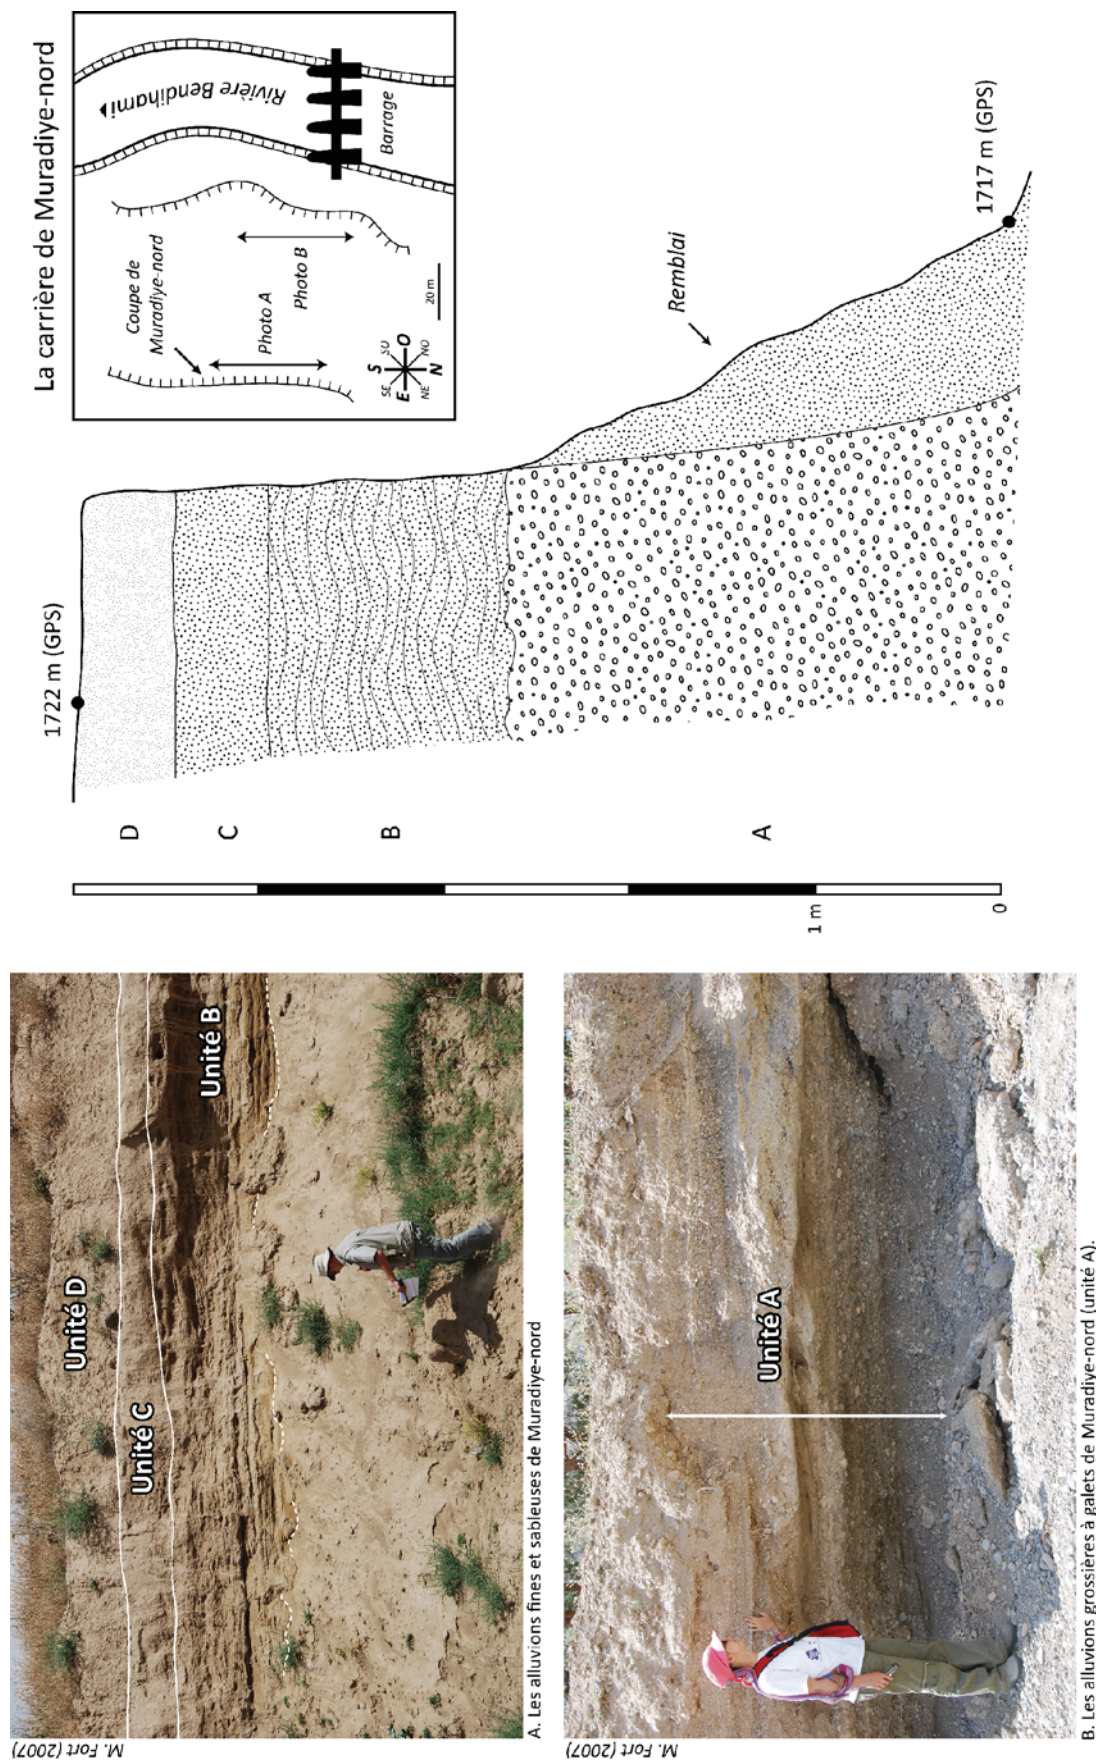 La carrière de Muradiye-nord
Rivière Bendihami
Barrage
Coupe de
Muradiye-nord
Photo A
Photo B
20 m
S
SO
O
NO
N
NE
E
SE
1722 m (GPS)
1717 m (GPS)
Remblai
D
C
B
A
1 m
0
Unité D
Unité C
Unité B
M. Fort (2007)
A. Les alluvions fines et sableuses de Muradiye-nord
Unité A
M. Fort (2007)
B. Les alluvions grossières à galets de Muradiye-nord (unité A).